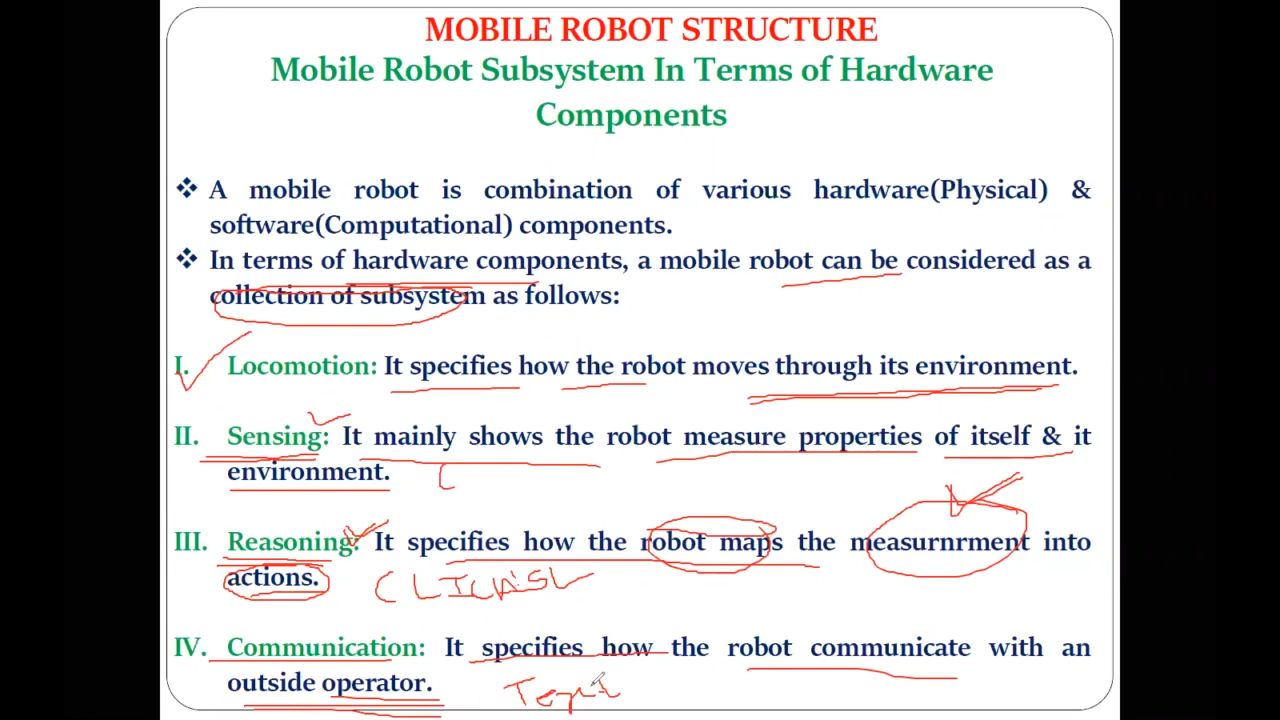 MOBILE ROBOT STRUCTURE
Mobile Robot Subsystem In Terms of Hardware
Components
❖ A mobile robot is combination of various hardware(Physical) &
software(Computational) components.
❖ In terms of hardware components, a mobile robot can be considered as a
collection of subsystem as follows:
I. Locomotion: It specifies how the robot moves through its environment.
II. Sensing: It mainly shows the robot measure properties of itself & it
environment.
III. Reasoning: It specifies how the robot maps the measurnrment into
actions.
IV. Communication: It specifies how the robot communicate with an
outside operator.